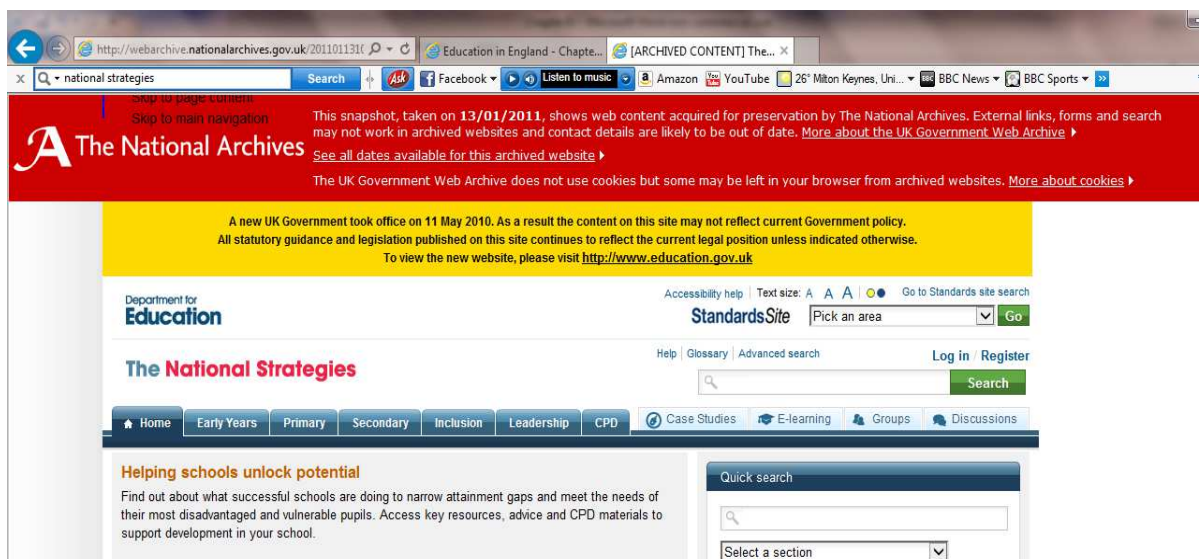 http://webarchive.nationalarchives.gov.uk/201101131(
Education in England - Chapte...
[ARCHIVED CONTENT] The...
x
national strategies
Search
Ask
Facebook
Listen to music
Amazon
YouTube
26° Milton Keynes, Uni...
BBC News
BBC Sports
Skip to page content
Skip to main navigation
The National Archives
This snapshot, taken on 13/01/2011, shows web content acquired for preservation by The National Archives. External links, forms and search
may not work in archived websites and contact details are likely to be out of date. More about the UK Government Web Archive
See all dates available for this archived website
The UK Government Web Archive does not use cookies but some may be left in your browser from archived websites. More about cookies
A new UK Government took office on 11 May 2010. As a result the content on this site may not reflect current Government policy.
All statutory guidance and legislation published on this site continues to reflect the current legal position unless indicated otherwise.
To view the new website, please visit http://www.education.gov.uk
Department for
Education
Accessibility help Text size: A A A Go to Standards site search
StandardsSite Pick an area Go
The National Strategies
Help Glossary Advanced search Log in / Register
Search
Home Early Years Primary Secondary Inclusion Leadership CPD Case Studies E-learning Groups Discussions
Helping schools unlock potential
Find out about what successful schools are doing to narrow attainment gaps and meet the needs of
their most disadvantaged and vulnerable pupils. Access key resources, advice and CPD materials to
support development in your school.
Quick search
Select a section